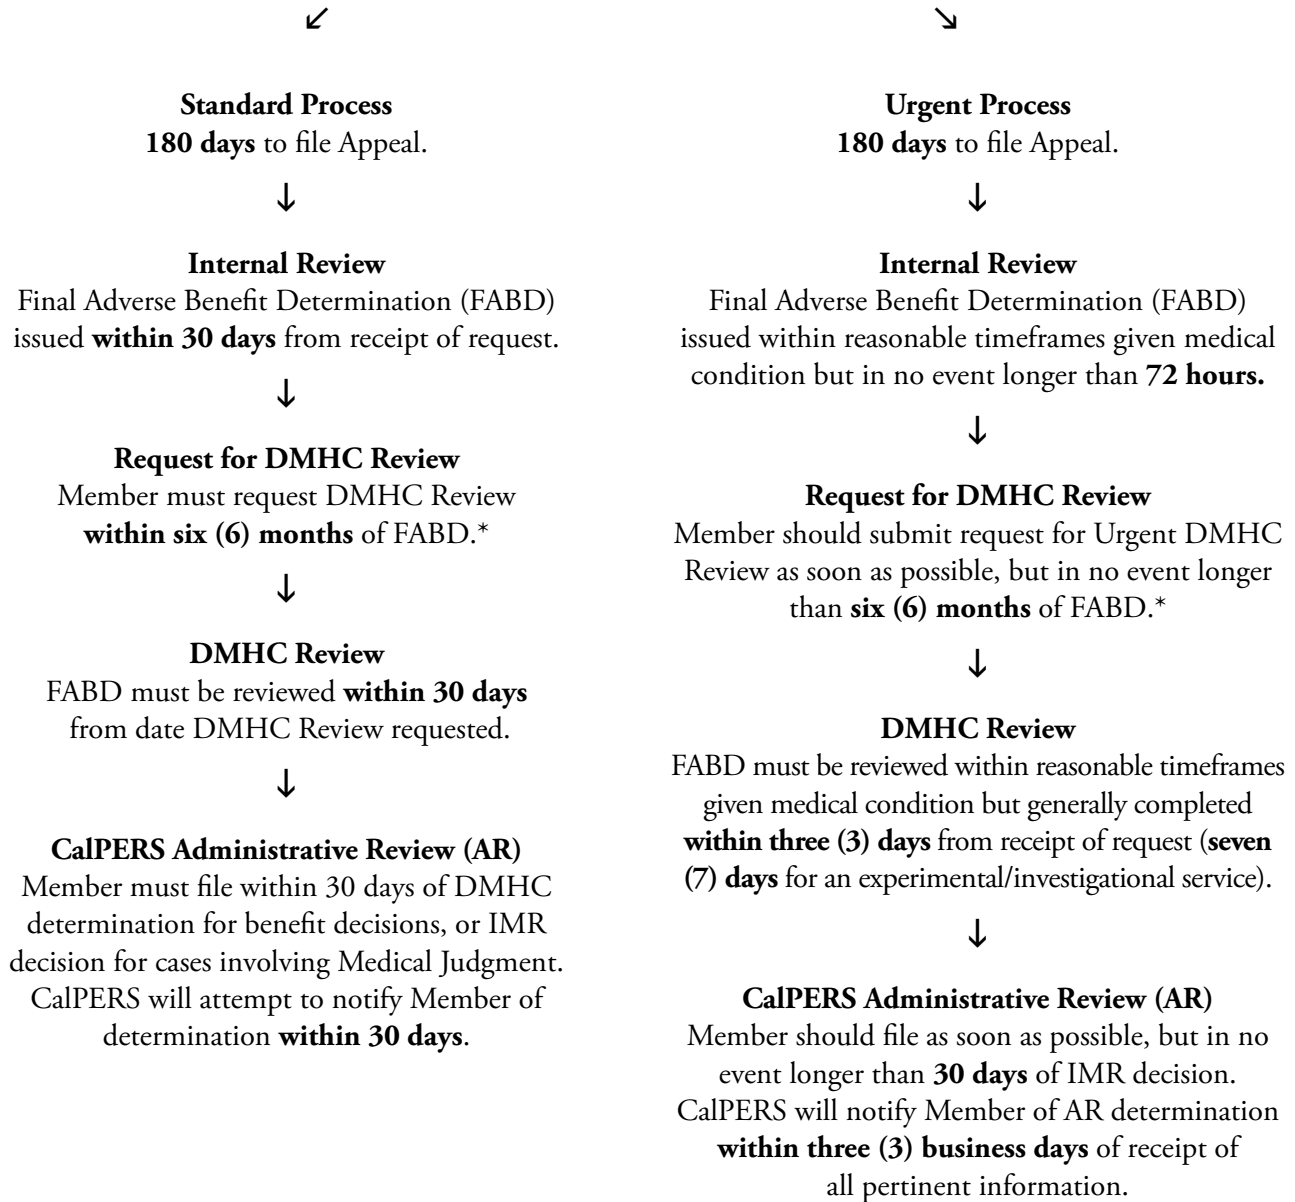 ↙
Standard Process
180 days to file Appeal.
↓
Internal Review
Final Adverse Benefit Determination (FABD)
issued within 30 days from receipt of request.
↓
Request for DMHC Review
Member must request DMHC Review
within six (6) months of FABD.*
↓
DMHC Review
FABD must be reviewed within 30 days
from date DMHC Review requested.
↓
CalPERS Administrative Review (AR)
Member must file within 30 days of DMHC
determination for benefit decisions, or IMR
decision for cases involving Medical Judgment.
CalPERS will attempt to notify Member of
determination within 30 days.
↘
Urgent Process
180 days to file Appeal.
↓
Internal Review
Final Adverse Benefit Determination (FABD)
issued within reasonable timeframes given medical
condition but in no event longer than 72 hours.
↓
Request for DMHC Review
Member should submit request for Urgent DMHC
Review as soon as possible, but in no event longer
than six (6) months of FABD.*
↓
DMHC Review
FABD must be reviewed within reasonable timeframes
given medical condition but generally completed
within three (3) days from receipt of request (seven
(7) days for an experimental/investigational service).
↓
CalPERS Administrative Review (AR)
Member should file as soon as possible, but in no
event longer than 30 days of IMR decision.
CalPERS will notify Member of AR determination
within three (3) business days of receipt of
all pertinent information.